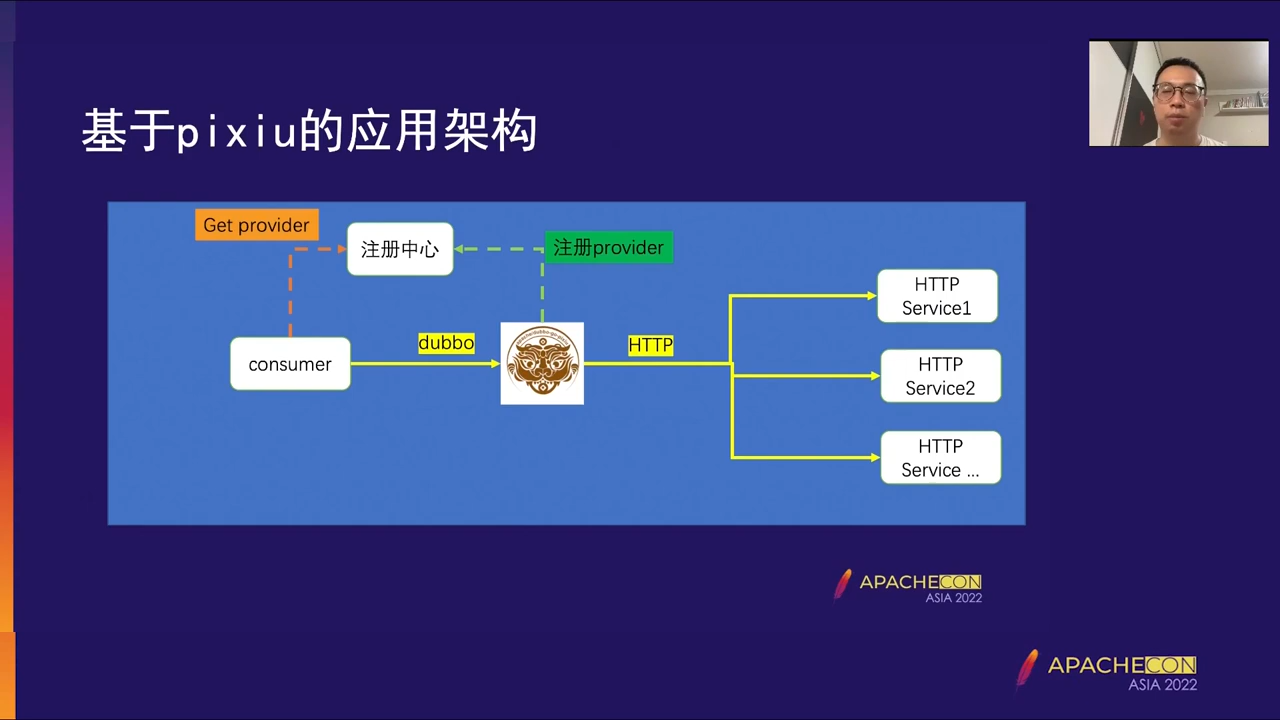 基于pixiu的应用架构
Get provider
注册中心
注册provider
consumer
dubbo
HTTP
HTTP
Service1
HTTP
Service2
HTTP
Service ...
APACHECON
ASIA 2022
APACHECON
ASIA 2022